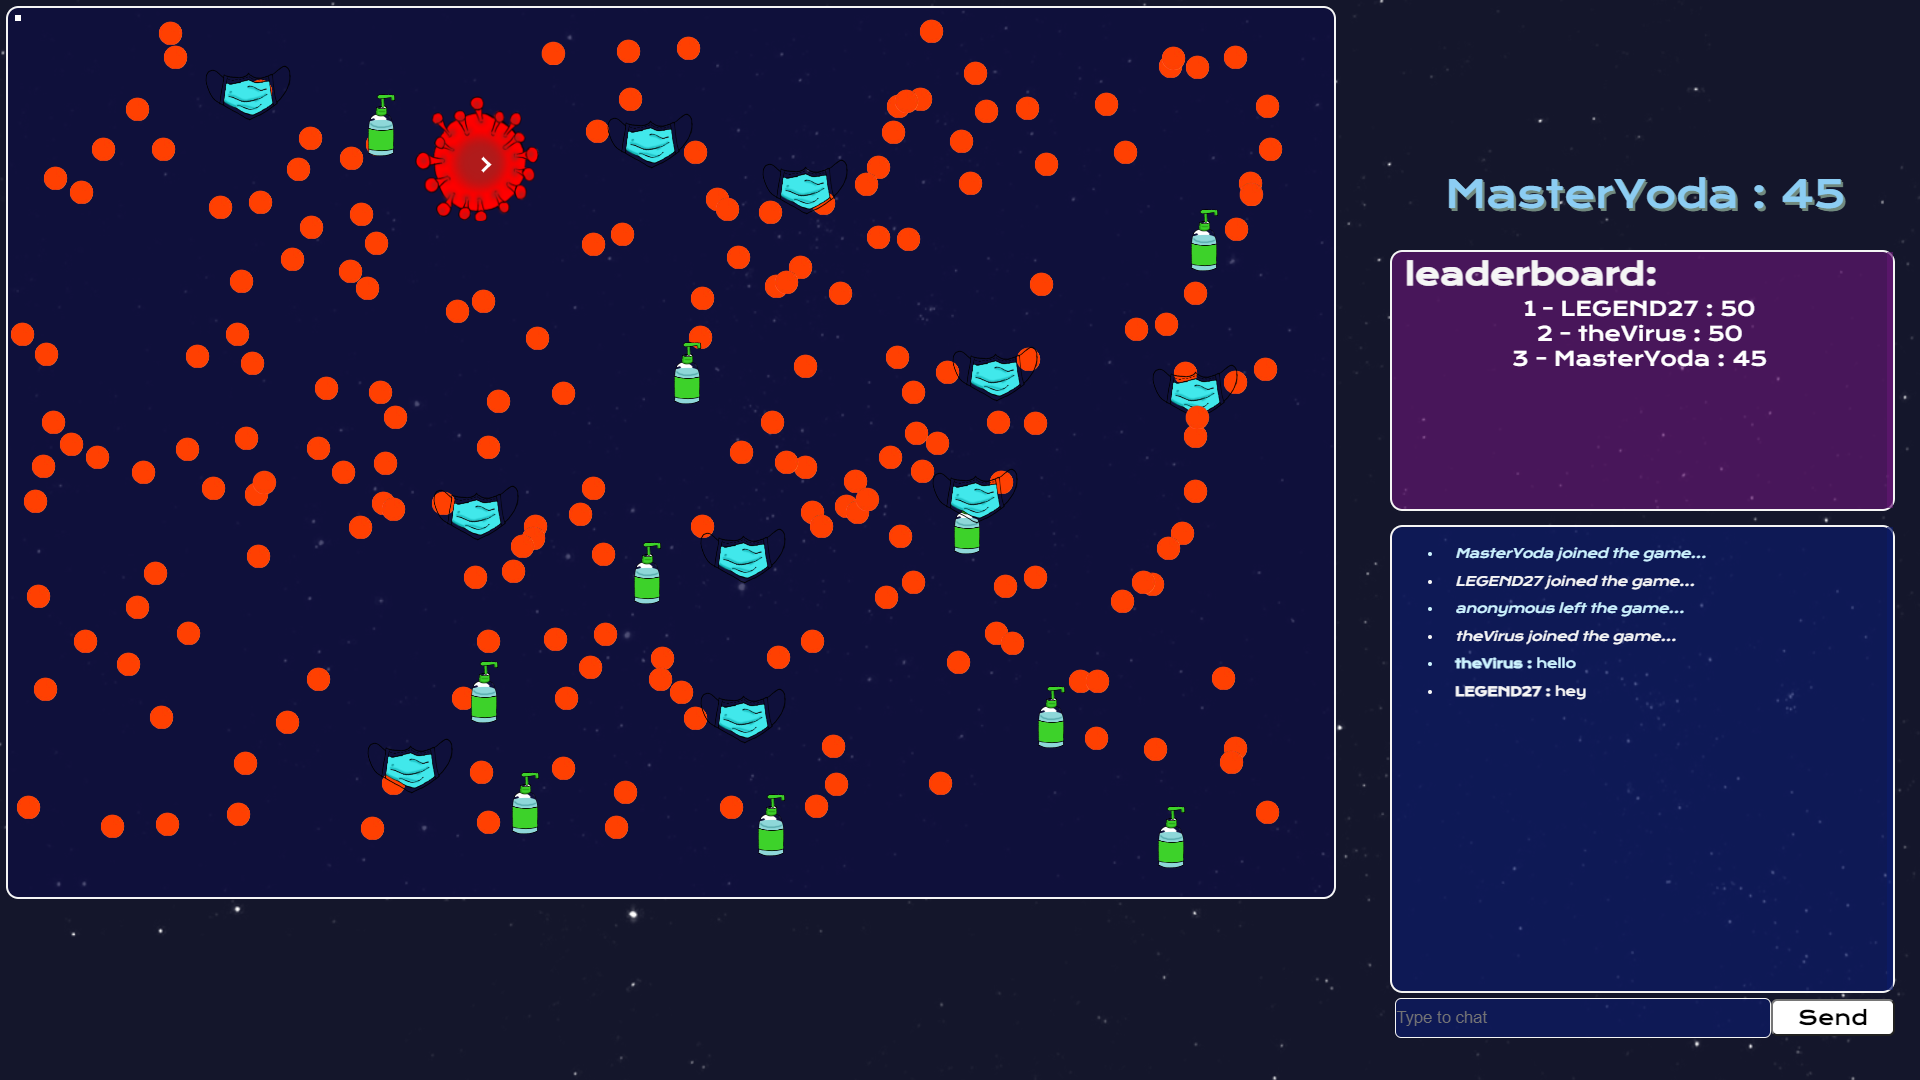 MasterYoda : 45
leaderboard:
1 - LEGEND27 : 50
2 - theVirus : 50
3 - MasterYoda : 45
MasterYoda joined the game...
LEGEND27 joined the game...
anonymous left the game...
theVirus joined the game...
theVirus : hello
LEGEND27 : hey
Type to chat
Send